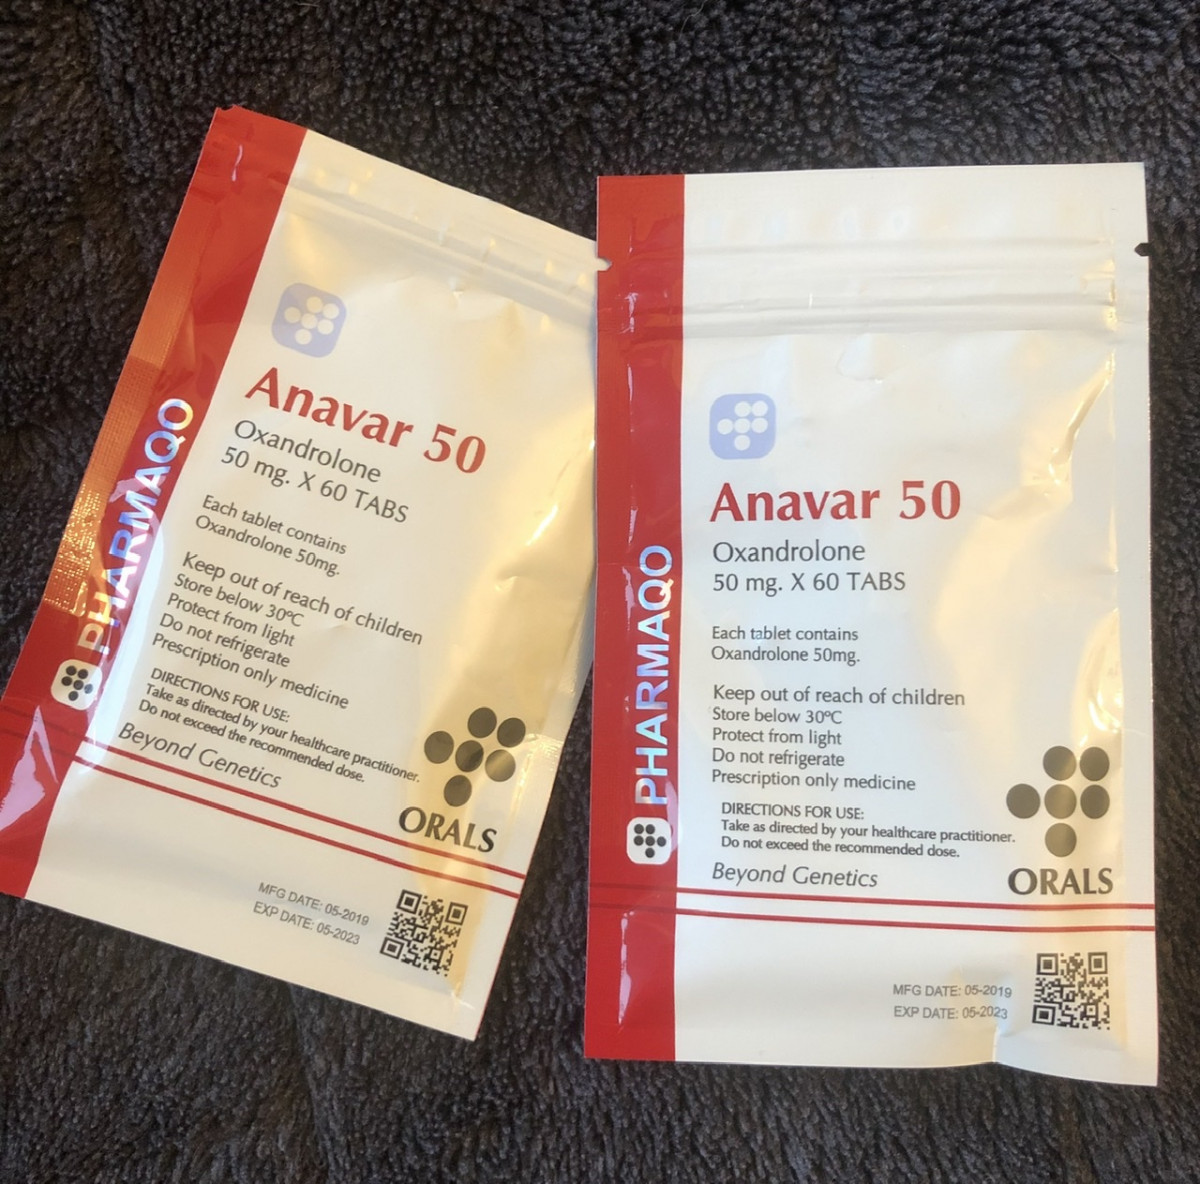 PHARMAQO
Anavar 50
Oxandrolone
50 mg. X 60 TABS
Each tablet contains
Oxandrolone 50mg.
Keep out of reach of children
Store below 30ºC
Protect from light
Do not refrigerate
Prescription only medicine
DIRECTIONS FOR USE:
Take as directed by your healthcare practitioner.
Do not exceed the recommended dose.
Beyond Genetics
ORALS
MFG DATE: 05-2019
EXP DATE: 05-2023
PHARMAQO
Anavar 50
Oxandrolone
50 mg. X 60 TABS
Each tablet contains
Oxandrolone 50mg.
Keep out of reach of children
Store below 30ºC
Protect from light
Do not refrigerate
Prescription only medicine
DIRECTIONS FOR USE:
Take as directed by your healthcare practitioner.
Do not exceed the recommended dose.
Beyond Genetics
ORALS
MFG DATE: 05-2019
EXP DATE: 05-2023